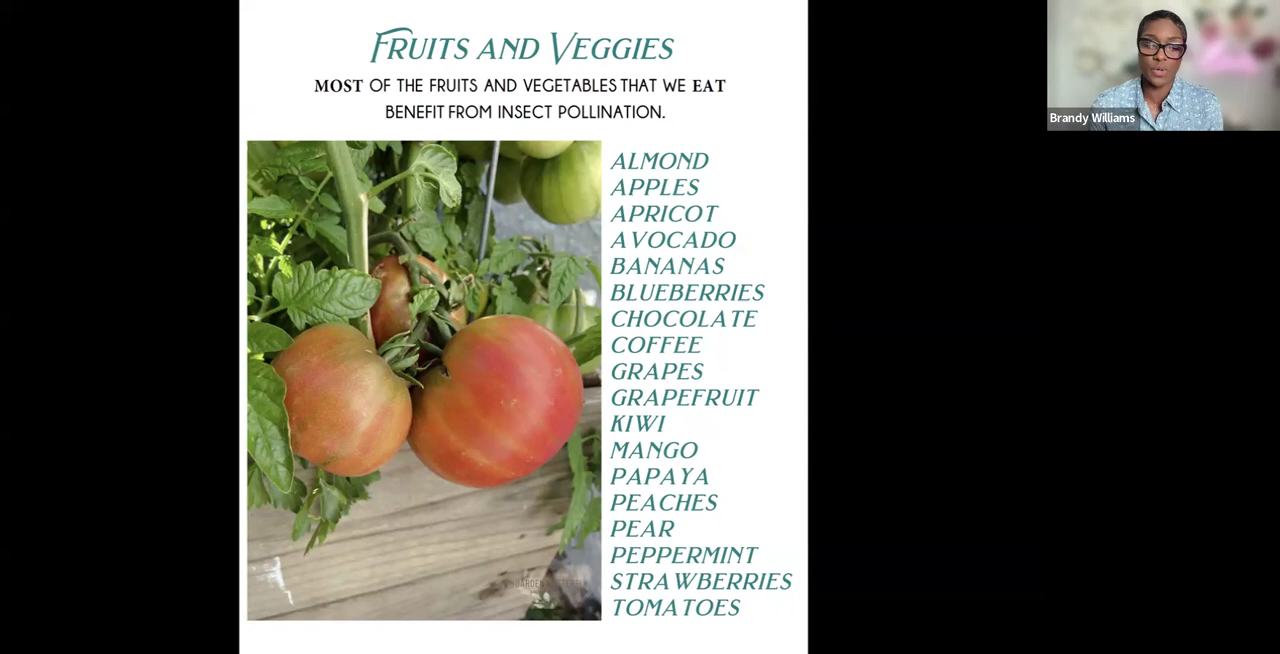 FRUITS AND VEGGIES
MOST OF THE FRUITS AND VEGETABLES THAT WE EAT
BENEFIT FROM INSECT POLLINATION.
ALMOND
APPLES
APRICOT
AVOCADO
BANANAS
BLUEBERRIES
CHOCOLATE
COFFEE
GRAPES
GRAPEFRUIT
KIWI
MANGO
PAPAYA
PEACHES
PEAR
PEPPERMINT
STRAWBERRIES
TOMATOES
Brandy Williams